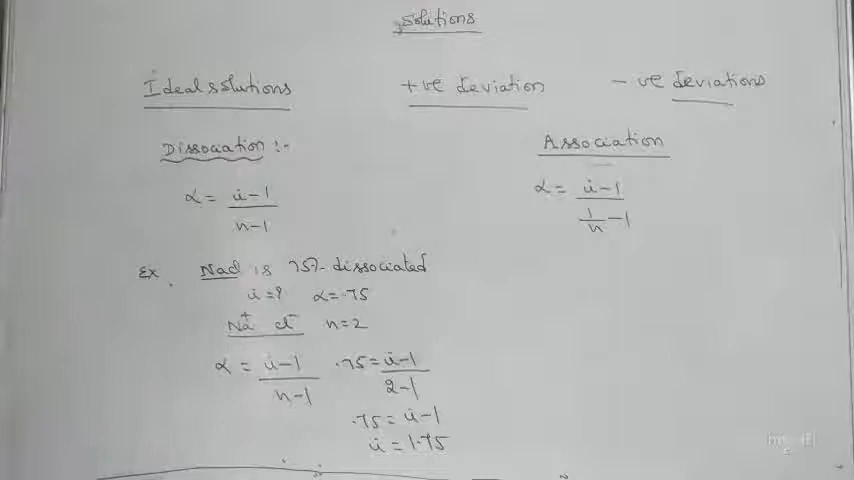 Solutions
Ideal solutions +ve deviation -ve deviations
Dissociation :- Association
α = i-1/n-1 α = i-1/(1/n -1)
Ex. NaCl is 75% dissociated
i=? α=.75
Na+ Cl- n=2
α = i-1/n-1 .75 = i-1/2-1
.75 = i-1
i = 1.75